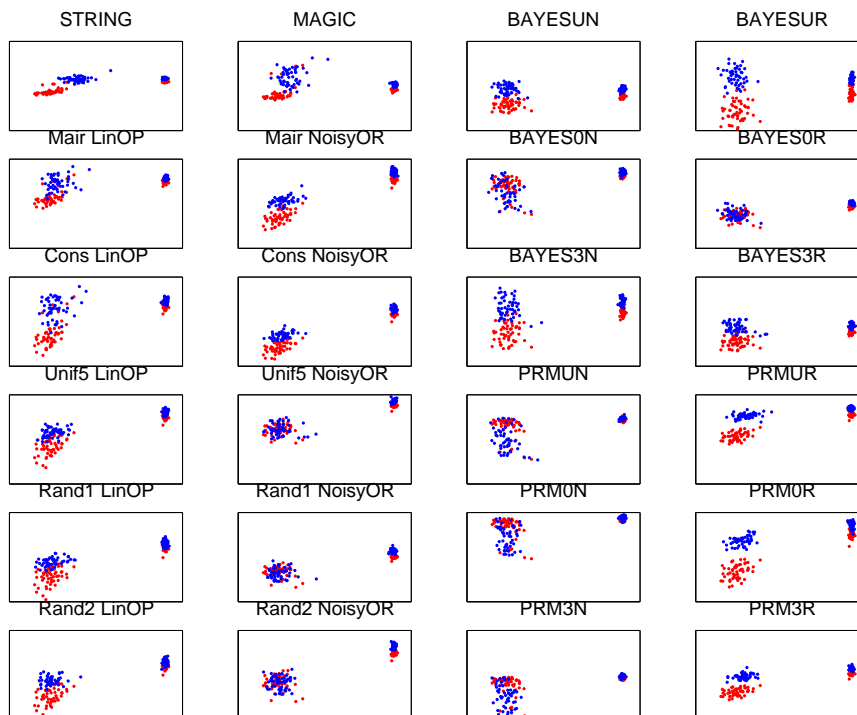 STRING MAGIC BAYESUN BAYESUR
Mair LinOP Mair NoisyOR BAYES0N BAYES0R
Cons LinOP Cons NoisyOR BAYES3N BAYES3R
Unif5 LinOP Unif5 NoisyOR PRMUN PRMUR
Rand1 LinOP Rand1 NoisyOR PRM0N PRM0R
Rand2 LinOP Rand2 NoisyOR PRM3N PRM3R